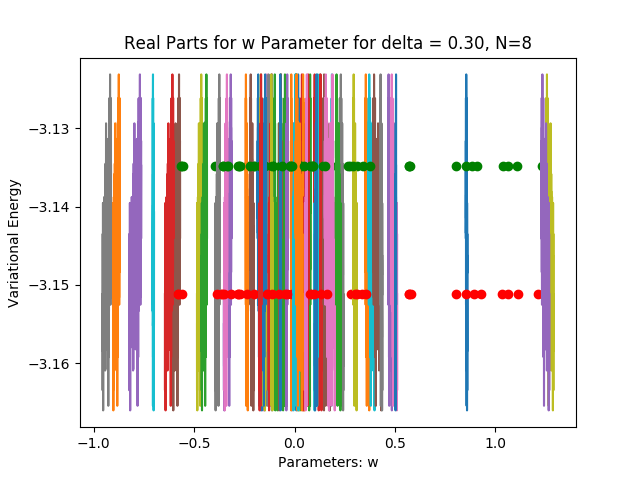 Real Parts for w Parameter for delta = 0.30, N=8
Variational Energy
−3.13
−3.14
−3.15
−3.16
−1.0 −0.5 0.0 0.5 1.0
Parameters: w